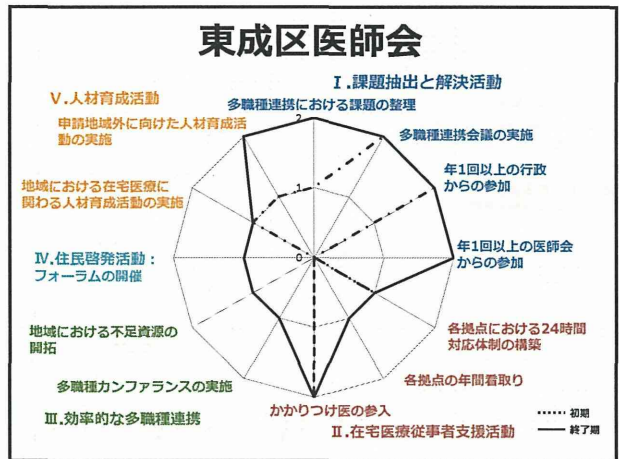 東成区医師会
Ⅰ.課題抽出と解決活動
多職種連携における課題の整理
多職種連携会議の実施
年1回以上の行政
からの参加
年1回以上の医師会
からの参加
各拠点における24時間
対応体制の構築
各拠点の年間看取り
かかりつけ医の参入
Ⅱ.在宅医療従事者支援活動
多職種カンファランスの実施
Ⅲ.効率的な多職種連携
地域における不足資源の
開拓
Ⅳ.住民啓発活動：
フォーラムの開催
地域における在宅医療に
関わる人材育成活動の実施
Ⅴ.人材育成活動
申請地域外に向けた人材育成活
動の実施
2
1
0
初期
終了期